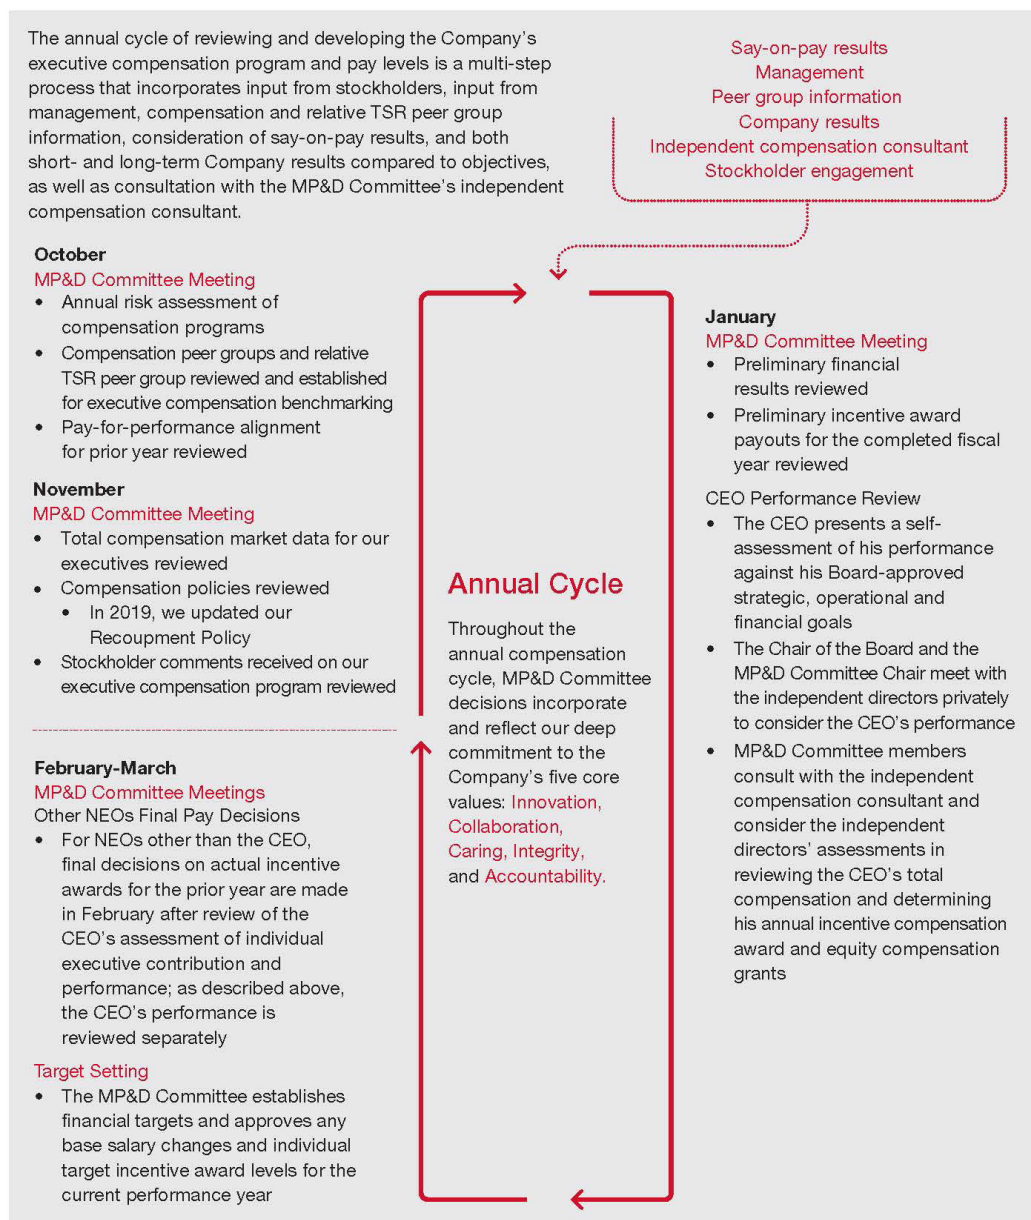 The annual cycle of reviewing and developing the Company's
executive compensation program and pay levels is a multi-step
process that incorporates input from stockholders, input from
management, compensation and relative TSR peer group
information, consideration of say-on-pay results, and both
short- and long-term Company results compared to objectives,
as well as consultation with the MP&D Committee's independent
compensation consultant.
Say-on-pay results
Management
Peer group information
Company results
Independent compensation consultant
Stockholder engagement
October
MP&D Committee Meeting
• Annual risk assessment of
compensation programs
• Compensation peer groups and relative
TSR peer group reviewed and established
for executive compensation benchmarking
• Pay-for-performance alignment
for prior year reviewed
November
MP&D Committee Meeting
• Total compensation market data for our
executives reviewed
• Compensation policies reviewed
• In 2019, we updated our
Recoupment Policy
• Stockholder comments received on our
executive compensation program reviewed
February-March
MP&D Committee Meetings
Other NEOs Final Pay Decisions
• For NEOs other than the CEO,
final decisions on actual incentive
awards for the prior year are made
in February after review of the
CEO's assessment of individual
executive contribution and
performance; as described above,
the CEO's performance is
reviewed separately
Target Setting
• The MP&D Committee establishes
financial targets and approves any
base salary changes and individual
target incentive award levels for the
current performance year
Annual Cycle
Throughout the
annual compensation
cycle, MP&D Committee
decisions incorporate
and reflect our deep
commitment to the
Company's five core
values: Innovation,
Collaboration,
Caring, Integrity,
and Accountability.
January
MP&D Committee Meeting
• Preliminary financial
results reviewed
• Preliminary incentive award
payouts for the completed fiscal
year reviewed
CEO Performance Review
• The CEO presents a self-
assessment of his performance
against his Board-approved
strategic, operational and
financial goals
• The Chair of the Board and the
MP&D Committee Chair meet with
the independent directors privately
to consider the CEO's performance
• MP&D Committee members
consult with the independent
compensation consultant and
consider the independent
directors' assessments in
reviewing the CEO's total
compensation and determining
his annual incentive compensation
award and equity compensation
grants